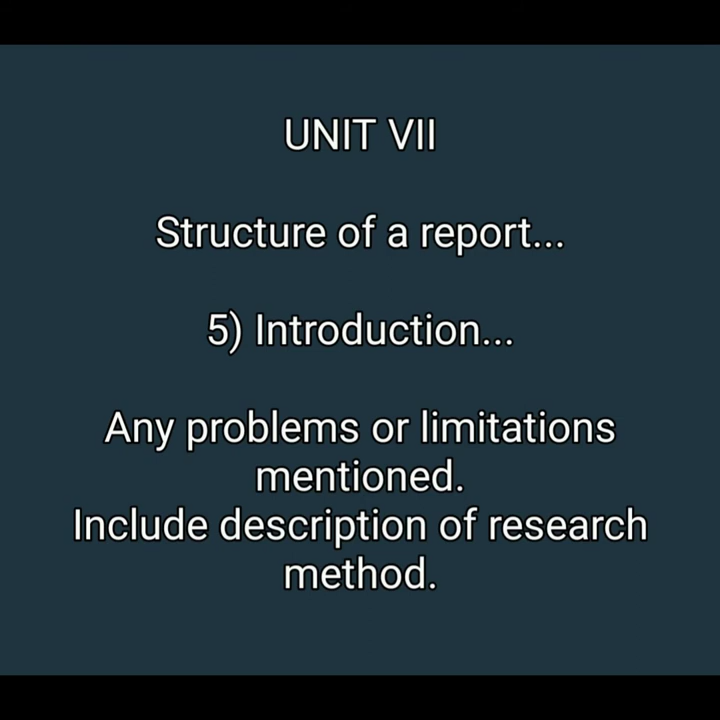 UNIT VII
Structure of a report...
5) Introduction...
Any problems or limitations
mentioned.
Include description of research
method.